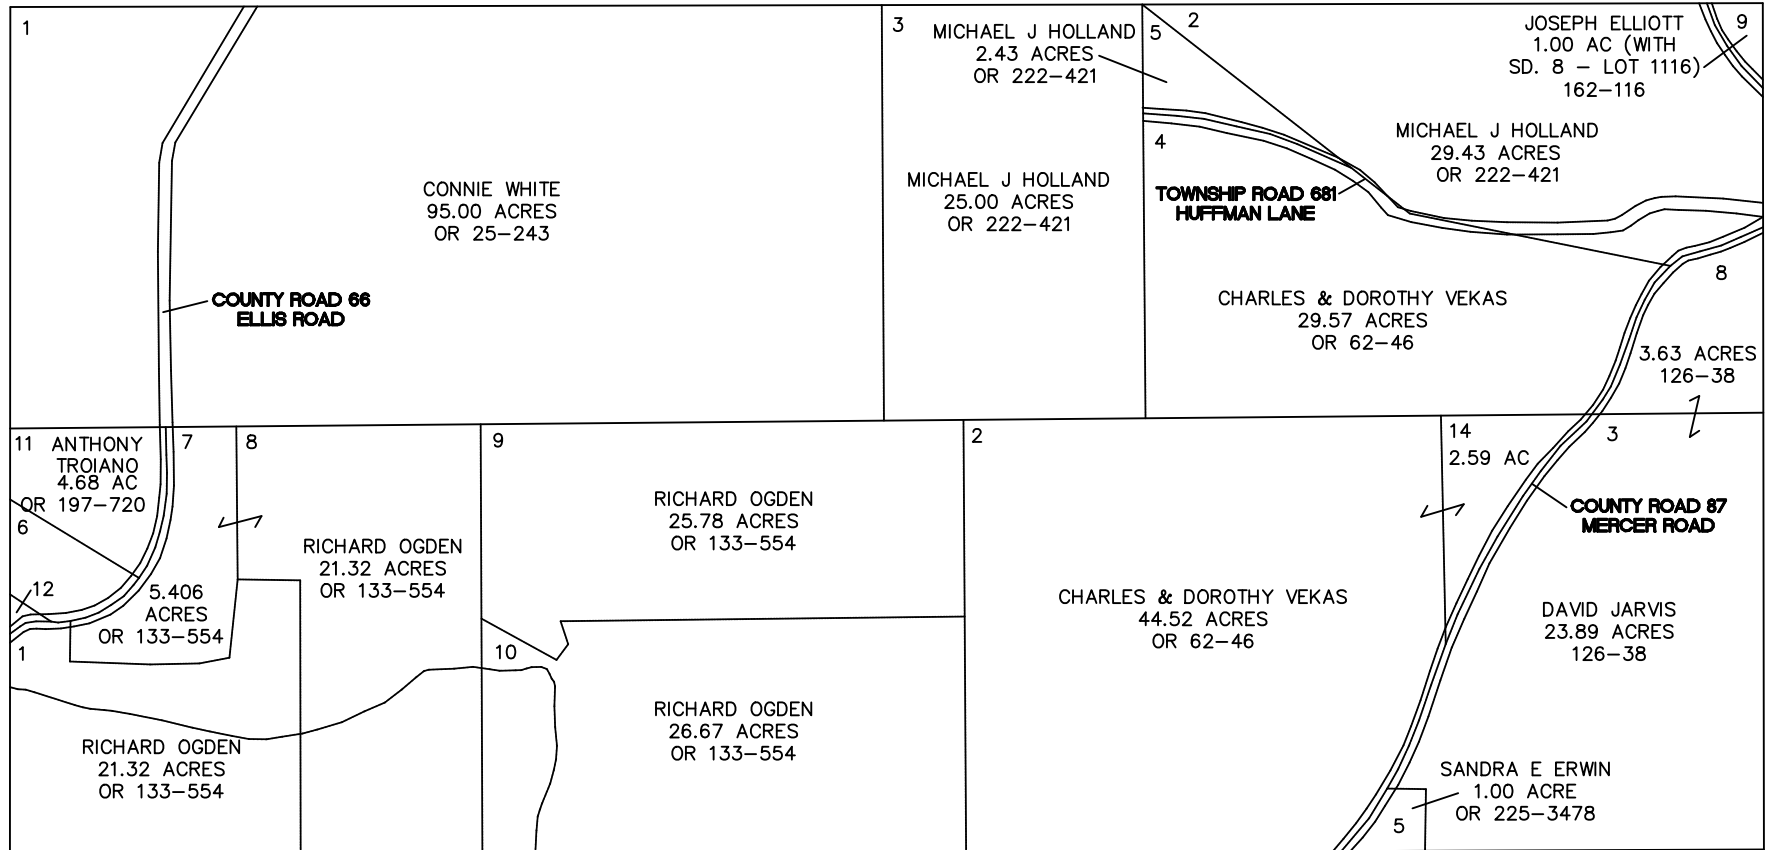 1
CONNIE WHITE
95.00 ACRES
OR 25-243
COUNTY ROAD 66
ELLIS ROAD
3
MICHAEL J HOLLAND
2.43 ACRES
OR 222-421
MICHAEL J HOLLAND
25.00 ACRES
OR 222-421
5
2
4
JOSEPH ELLIOTT
1.00 AC (WITH
SD. 8 - LOT 1116)
162-116
9
MICHAEL J HOLLAND
29.43 ACRES
OR 222-421
TOWNSHIP ROAD 681
HUFFMAN LANE
CHARLES & DOROTHY VEKAS
29.57 ACRES
OR 62-46
8
3.63 ACRES
126-38
11 ANTHONY
TROIANO
4.68 AC
OR 197-720
6
12
1
7
5.406
ACRES
OR 133-554
8
RICHARD OGDEN
21.32 ACRES
OR 133-554
RICHARD OGDEN
21.32 ACRES
OR 133-554
9
RICHARD OGDEN
25.78 ACRES
OR 133-554
10
RICHARD OGDEN
26.67 ACRES
OR 133-554
2
CHARLES & DOROTHY VEKAS
44.52 ACRES
OR 62-46
14
2.59 AC
3
COUNTY ROAD 87
MERCER ROAD
DAVID JARVIS
23.89 ACRES
126-38
SANDRA E ERWIN
1.00 ACRE
OR 225-3478
5